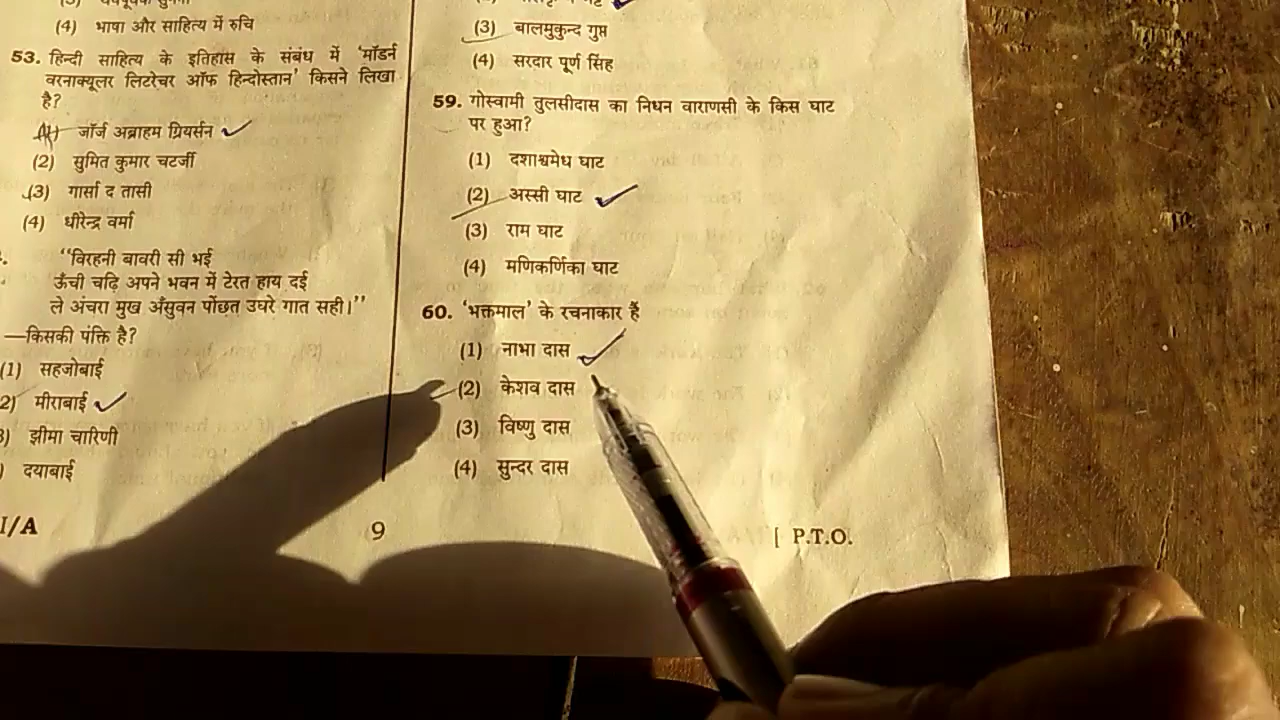 (4) भाषा और साहित्य में रुचि
53. हिन्दी साहित्य के इतिहास के संबंध में 'मॉडर्न
वरनाक्यूलर लिटरेचर ऑफ हिन्दोस्तान' किसने लिखा
है?
जॉर्ज अब्राहम ग्रियर्सन
(2) सुमित कुमार चटर्जी
(3) गार्सा द तासी
(4) धीरेन्द्र वर्मा
"विरहनी बावरी सी भई
ऊँची चढ़ि अपने भवन में टेरत हाय दई
ले अंचरा मुख अँसुवन पोंछत उघरे गात सही।"
—किसकी पंक्ति है?
(1) सहजोबाई
2) मीराबाई
3) झीमा चारिणी
) दयाबाई
I/A
(3) बालमुकुन्द गुप्त
(4) सरदार पूर्ण सिंह
59. गोस्वामी तुलसीदास का निधन वाराणसी के किस घाट
पर हुआ?
(1) दशाश्वमेध घाट
(2) अस्सी घाट
(3) राम घाट
(4) मणिकर्णिका घाट
60. 'भक्तमाल' के रचनाकार हैं
(1) नाभा दास
(2) केशव दास
(3) विष्णु दास
(4) सुन्दर दास
9
[ P.T.O.